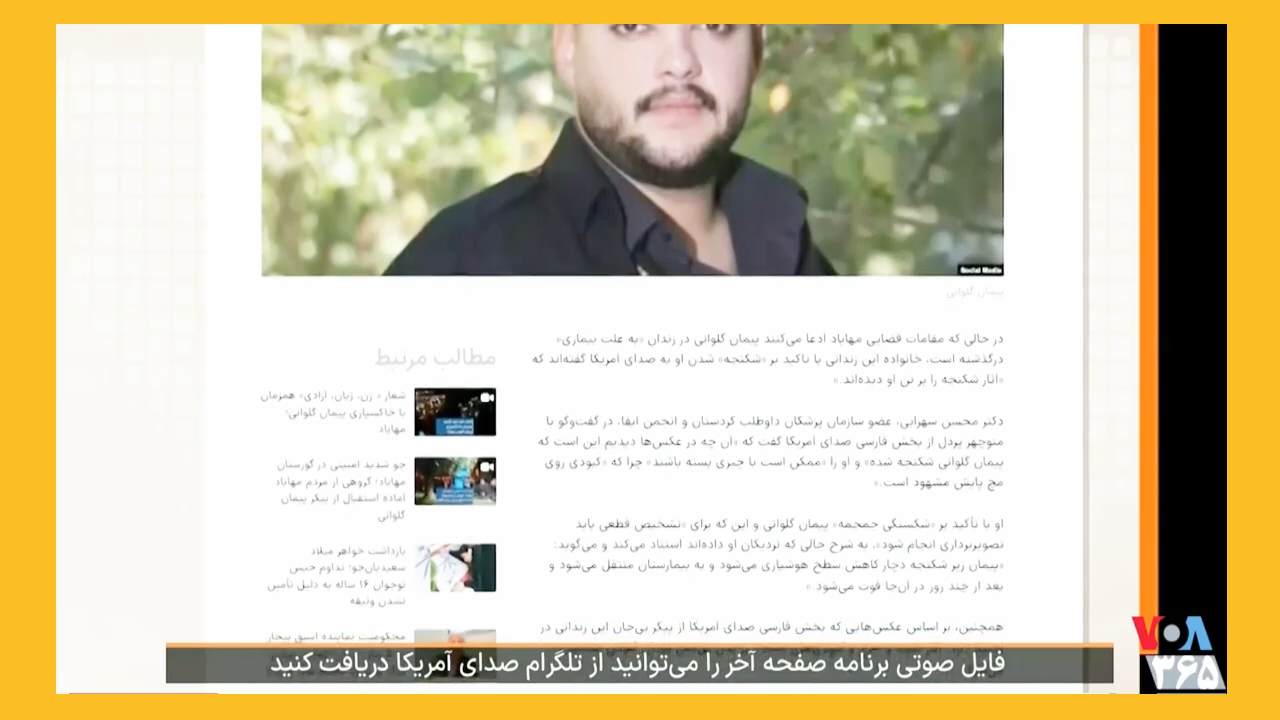 Social Media
پیمان گلوانی
در حالی که مقامات قضایی مهاباد ادعا می‌کنند پیمان گلوانی در زندان «به علت بیماری»
درگذشته است، خانواده این زندانی با تاکید بر «شکنجه» شدن او به صدای آمریکا گفته‌اند که
«آثار شکنجه را بر تن او دیده‌اند.»
دکتر محسن سهرابی، عضو سازمان پزشکان داوطلب کردستان و انجمن ایفا، در گفت‌وگو با
منوچهر یزدل از بخش فارسی صدای آمریکا گفت که «آن چه در عکس‌ها دیدیم این است که
پیمان گلوانی شکنجه شده» و او را «ممکن است با چیزی بسته باشند» چرا که «کبودی روی
مچ پایش مشهود است.»
او با تأکید بر «شکستگی جمجمه» پیمان گلوانی و این که برای «تشخیص قطعی باید
تصویربرداری انجام شود»، به شرح حالی که نزدیکان او داده‌اند استناد می‌کند و می‌گوید:
«پیمان زیر شکنجه دچار کاهش سطح هوشیاری می‌شود و به بیمارستان منتقل می‌شود و
بعد از چند روز در آن‌جا فوت می‌شود.»
همچنین، بر اساس عکس‌هایی که بخش فارسی صدای آمریکا از پیکر بی‌جان این زندانی در
مطالب مرتبط
شعار « زن، ژیان، آزادی» همزمان
با خاکسپاری پیمان گلوانی؛
مهاباد
جو شدید امنیتی در گورستان
مهاباد؛ گروهی از مردم مهاباد
آماده استقبال از پیکر پیمان
گلوانی
بازداشت خواهر میلاد
سعیدیان‌جو؛ تداوم حبس
نوجوان ۱۶ ساله به دلیل تأمین
نشدن وثیقه
محکومیت نماینده اسبق بیجار
فایل صوتی برنامه صفحه آخر را می‌توانید از تلگرام صدای آمریکا دریافت کنید
VOA
۳۶۵